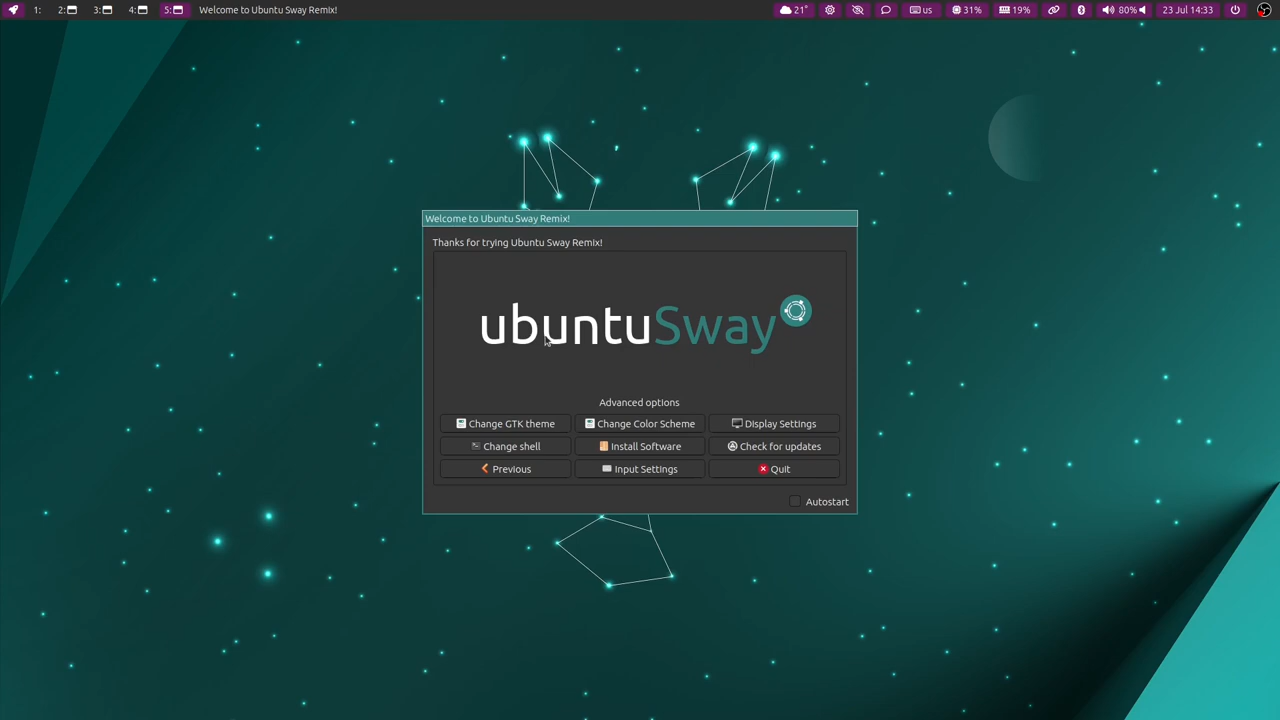 1: 2: 3: 4: 5: Welcome to Ubuntu Sway Remix! 21° us 31% 19% 80% 23 Jul 14:33
Welcome to Ubuntu Sway Remix!
Thanks for trying Ubuntu Sway Remix!
ubuntuSway
Advanced options
Change GTK theme Change Color Scheme DIsplay Settings
Change shell Install Software Check for updates
Previous Input Settings Quit
Autostart